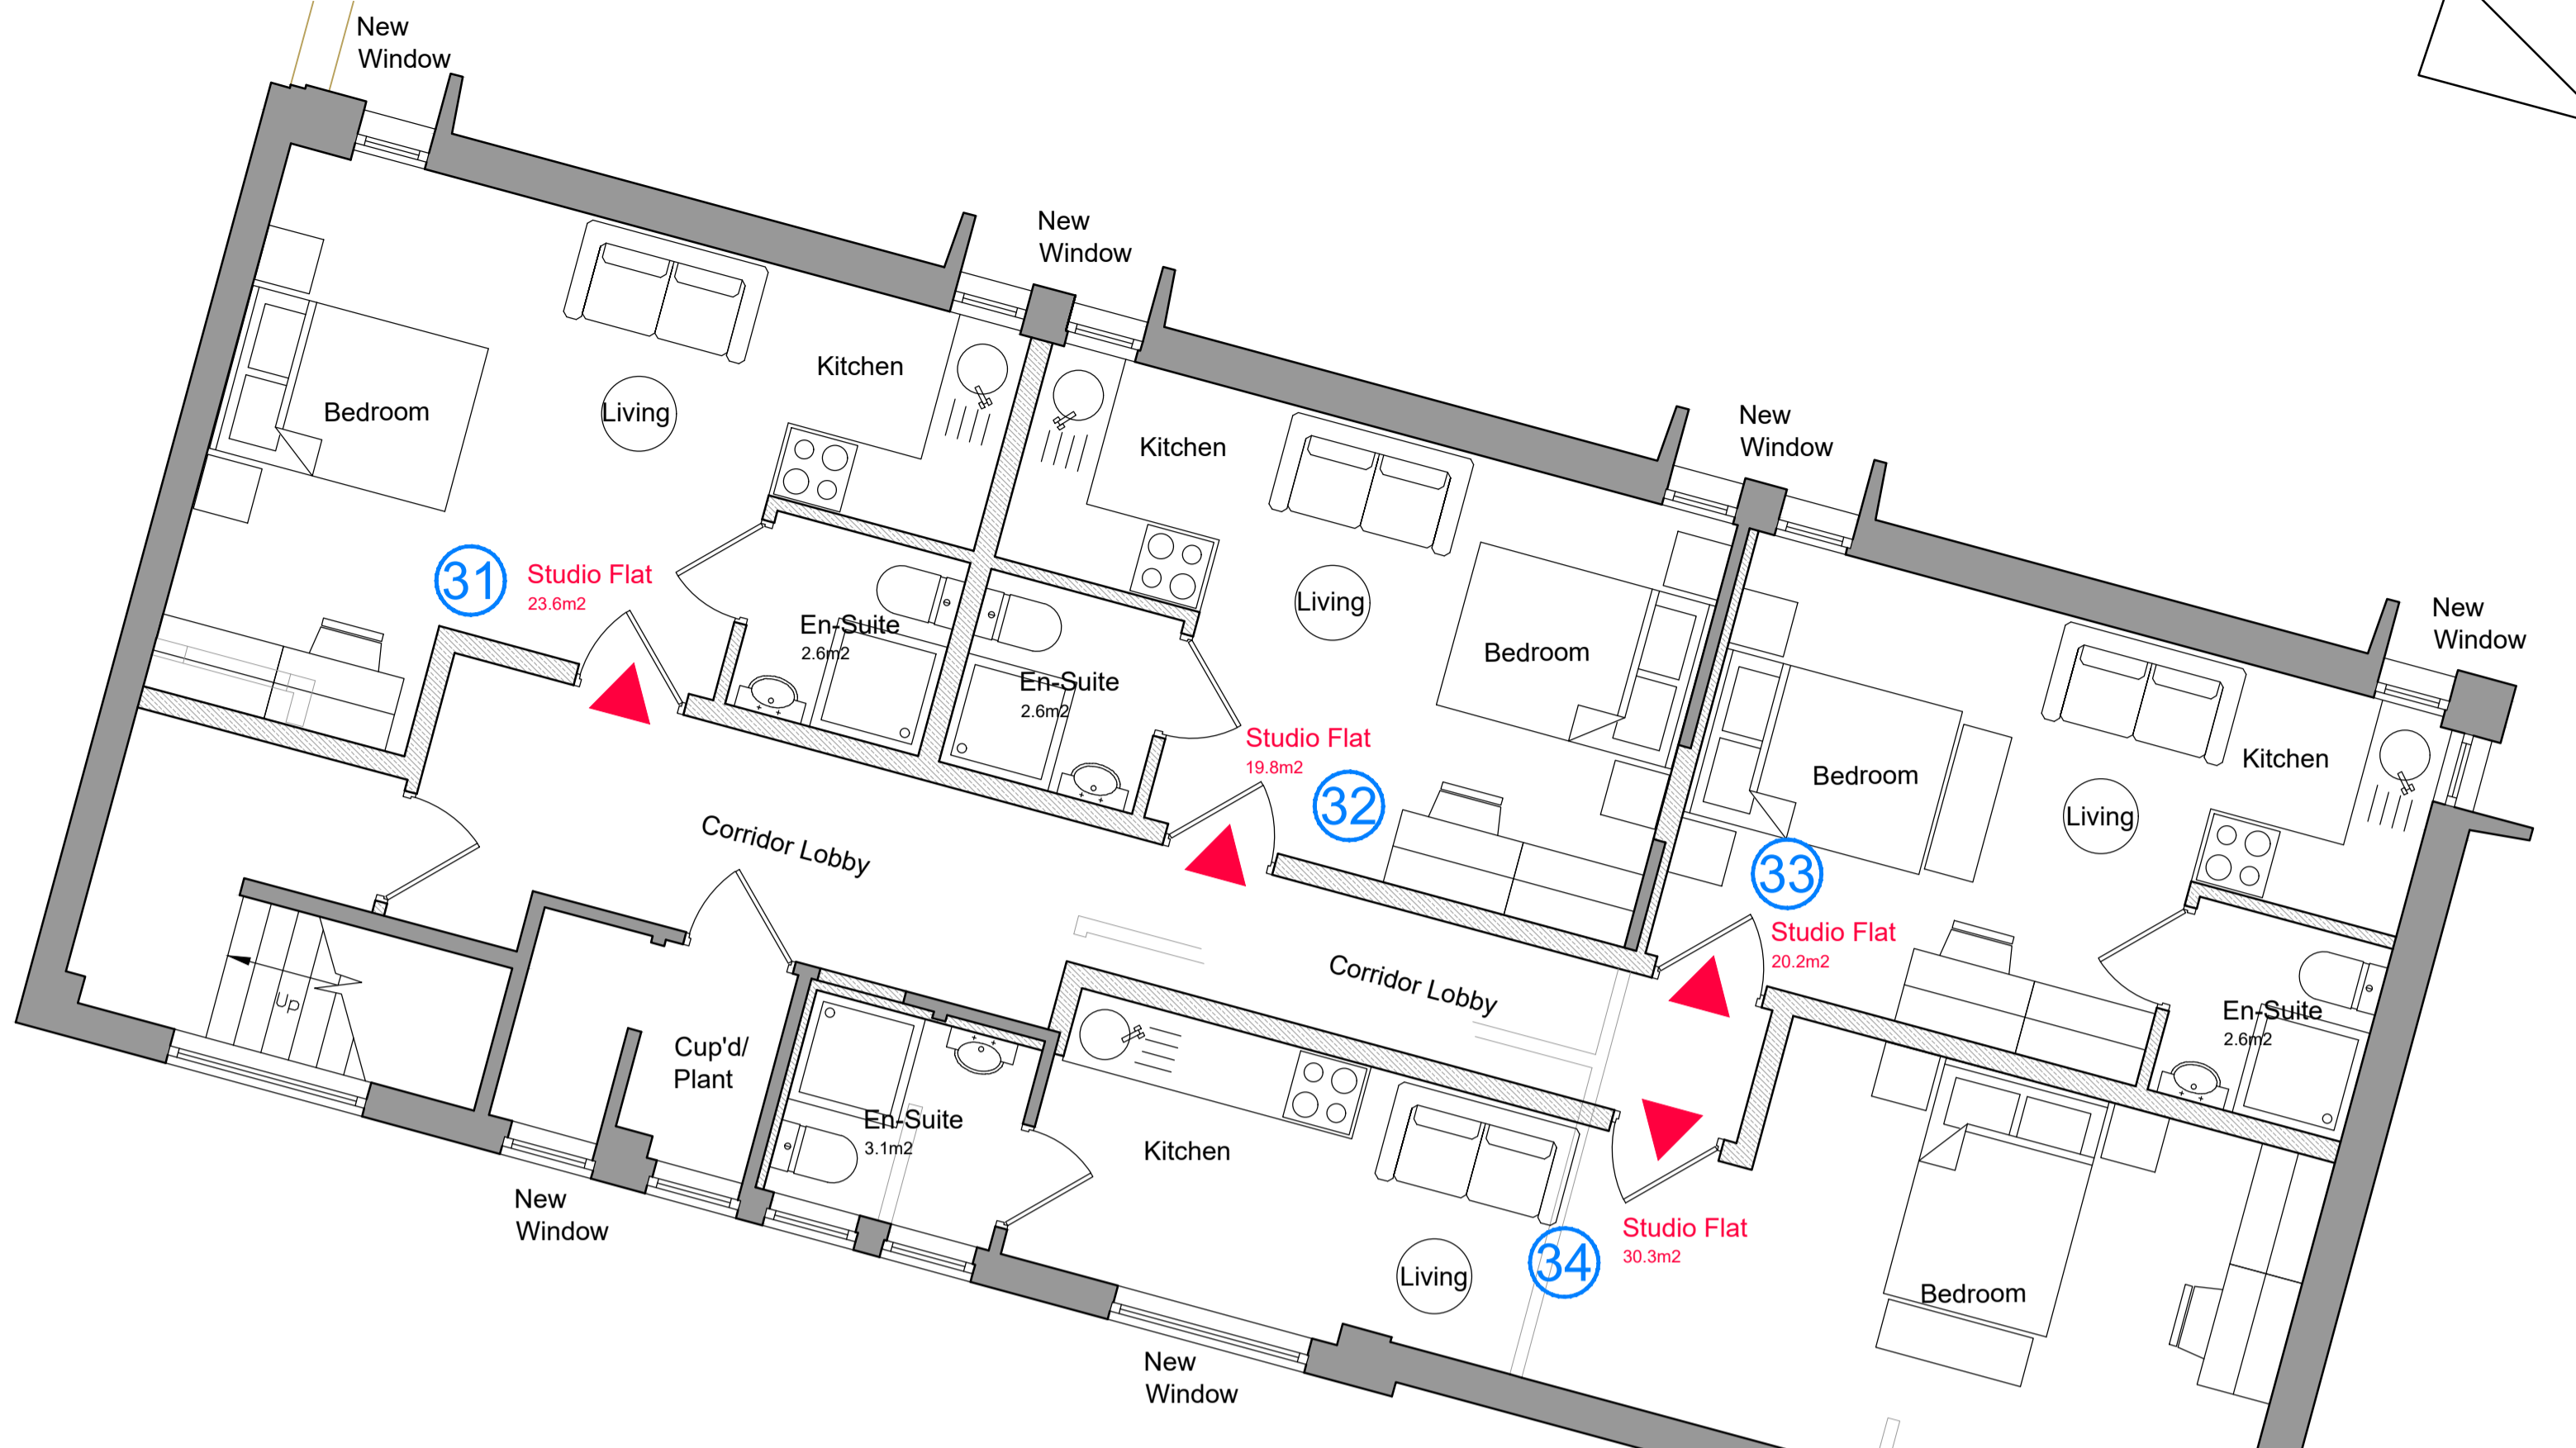 New
Window
New
Window
New
Window
New
Window
Kitchen
Bedroom
Living
Kitchen
31
Studio Flat
23.6m2
En-Suite
2.6m2
Living
Bedroom
En-Suite
2.6m2
Studio Flat
19.8m2
32
Kitchen
Bedroom
Living
33
Studio Flat
20.2m2
Corridor Lobby
Corridor Lobby
En-Suite
2.6m2
Up
Cup'd/
Plant
En-Suite
3.1m2
Kitchen
New
Window
Living
34
Studio Flat
30.3m2
Bedroom
New
Window